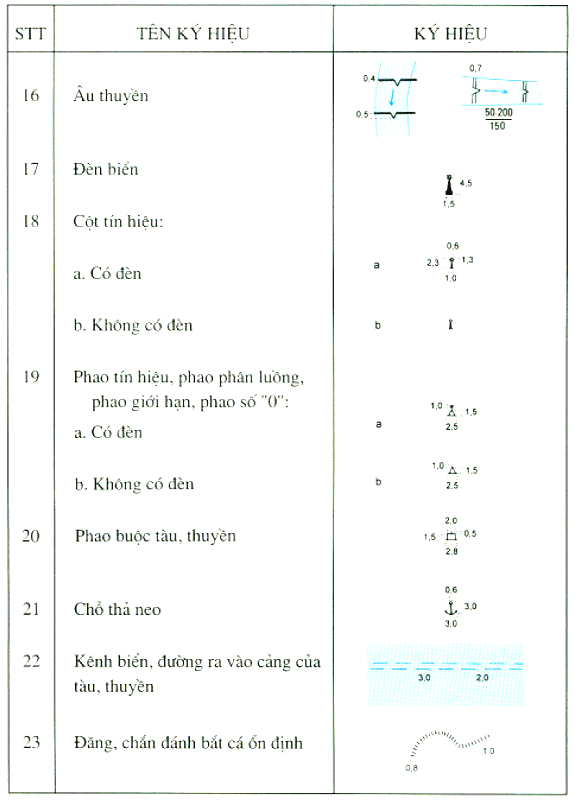 STT TÊN KÝ HIỆU KÝ HIỆU
16 Âu thuyền
0,4
0,5
0,7
50·200
150
17 Đèn biển
4,5
1,5
18 Cột tín hiệu:
a. Có đèn
a
0,6
2,3 1,3
1,0
b. Không có đèn
b
19 Phao tín hiệu, phao phân luồng,
phao giới hạn, phao số "0":
a. Có đèn
a
1,0 1,5
2,5
b. Không có đèn
b
1,0 1,5
2,5
20 Phao buộc tàu, thuyền
2,0
1,5 0,5
2,8
21 Chỗ thả neo
0,6
3,0
3,0
22 Kênh biển, đường ra vào cảng của
tàu, thuyền
3,0 2,0
23 Đăng, chắn đánh bắt cá ổn định
1,0
0,8